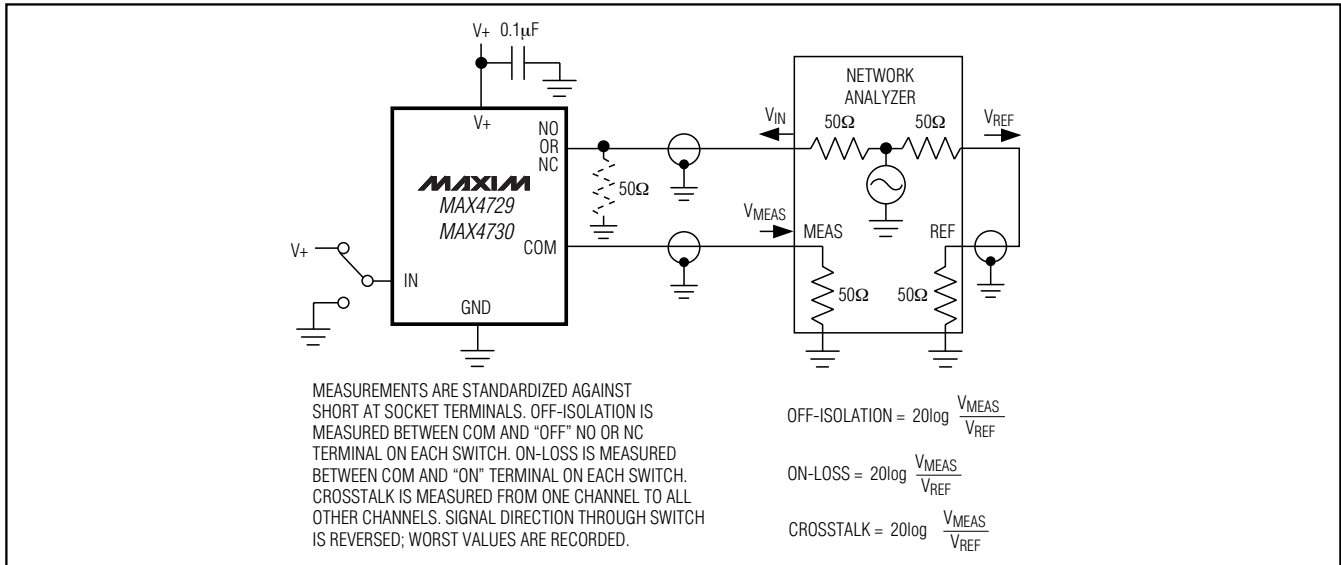 V+ 0.1µF
NETWORK
ANALYZER
V+
NO
OR
NC
VIN
50Ω
50Ω
VREF
MAXIM
MAX4729
MAX4730
50Ω
VMEAS
MEAS
REF
COM
V+
IN
50Ω
50Ω
GND
MEASUREMENTS ARE STANDARDIZED AGAINST
SHORT AT SOCKET TERMINALS. OFF-ISOLATION IS
MEASURED BETWEEN COM AND “OFF” NO OR NC
TERMINAL ON EACH SWITCH. ON-LOSS IS MEASURED
BETWEEN COM AND “ON” TERMINAL ON EACH SWITCH.
CROSSTALK IS MEASURED FROM ONE CHANNEL TO ALL
OTHER CHANNELS. SIGNAL DIRECTION THROUGH SWITCH
IS REVERSED; WORST VALUES ARE RECORDED.
OFF-ISOLATION = 20log VMEAS
VREF
ON-LOSS = 20log VMEAS
VREF
CROSSTALK = 20log VMEAS
VREF